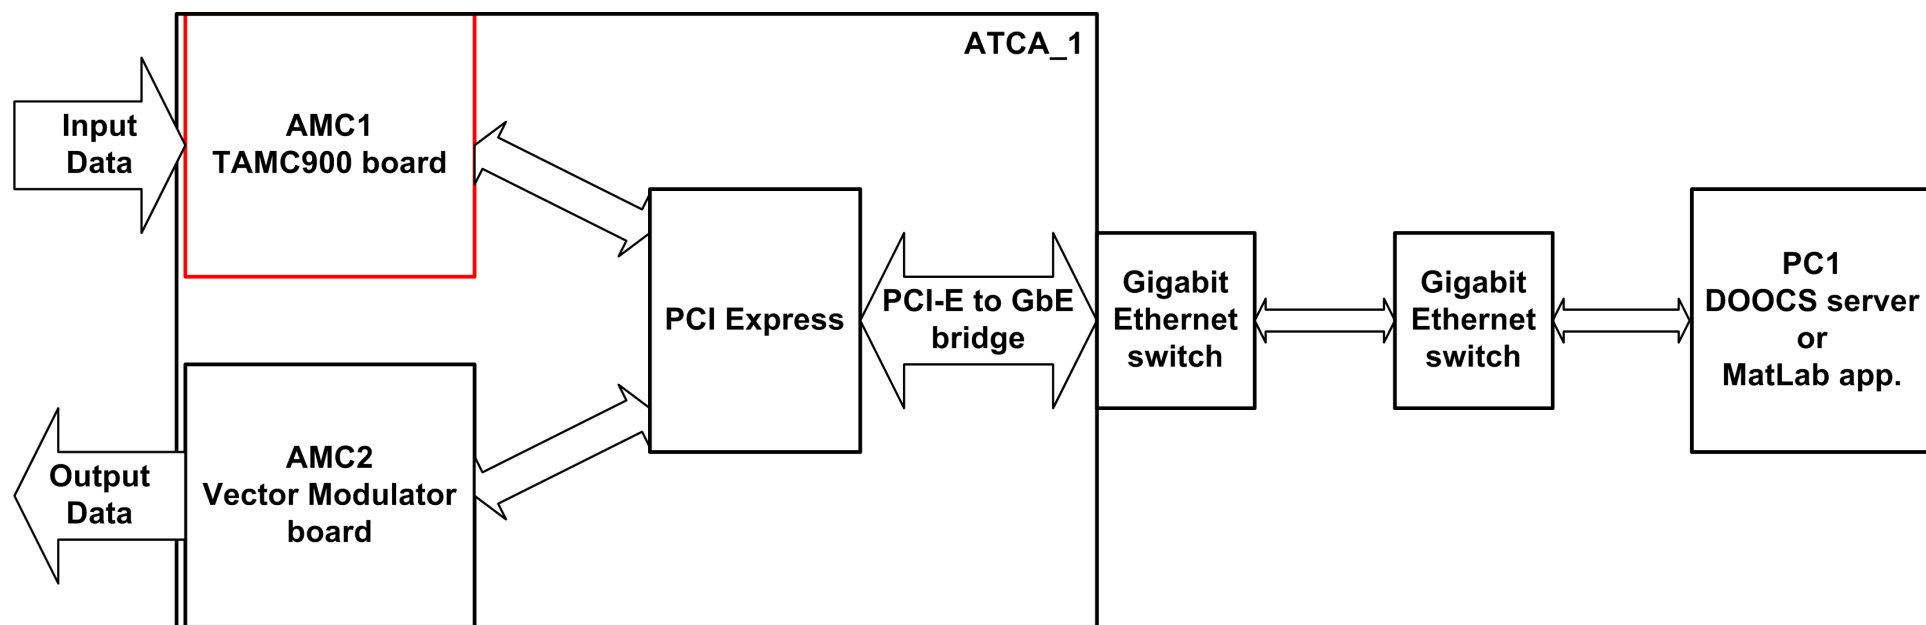 ATCA_1
Input
Data
AMC1
TAMC900 board
PCI Express
PCI-E to GbE
bridge
Gigabit
Ethernet
switch
Gigabit
Ethernet
switch
PC1
DOOCS server
or
MatLab app.
Output
Data
AMC2
Vector Modulator
board